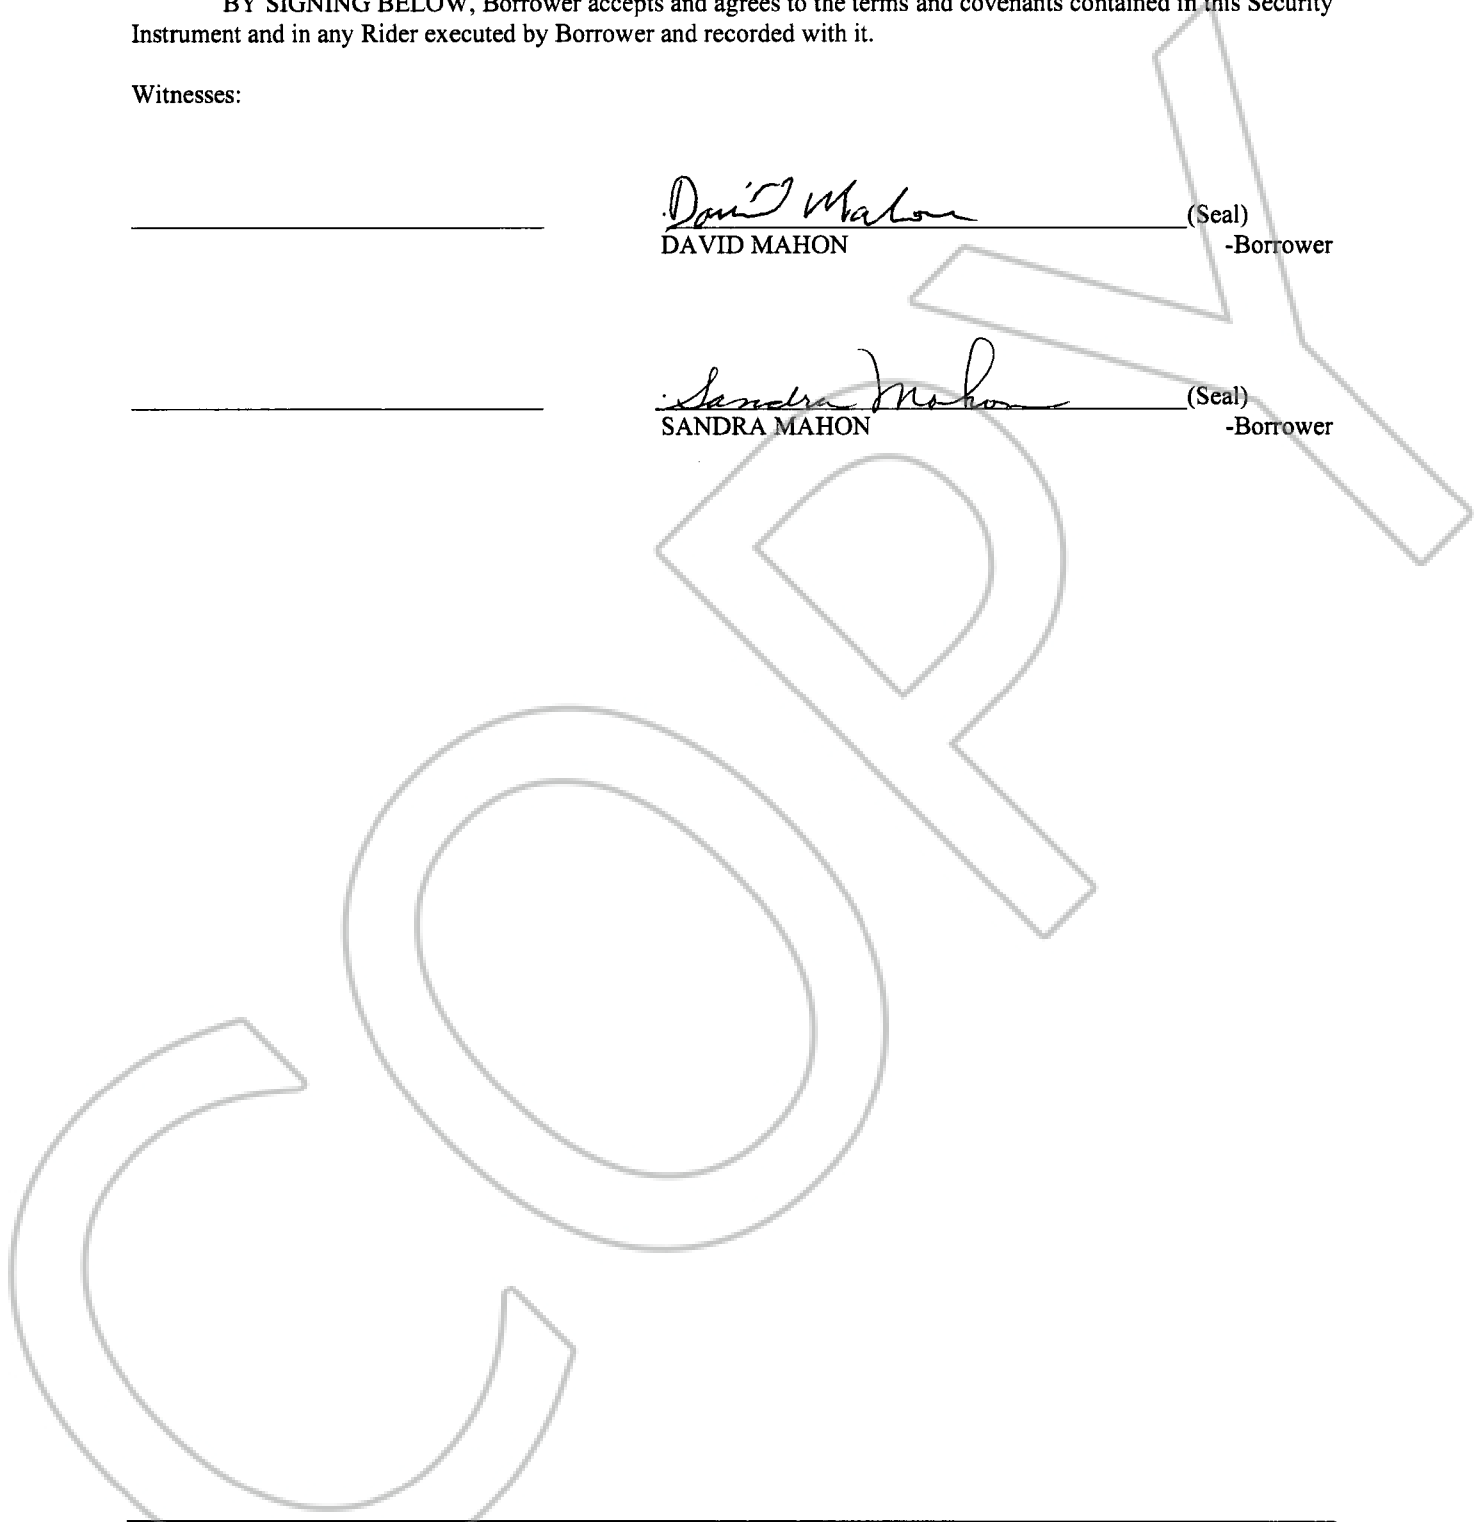 BY SIGNING BELOW, Borrower accepts and agrees to the terms and covenants contained in this Security
Instrument and in any Rider executed by Borrower and recorded with it.
Witnesses:
David Mahon (Seal)
DAVID MAHON -Borrower
Sandra Mahon (Seal)
SANDRA MAHON -Borrower
COPY